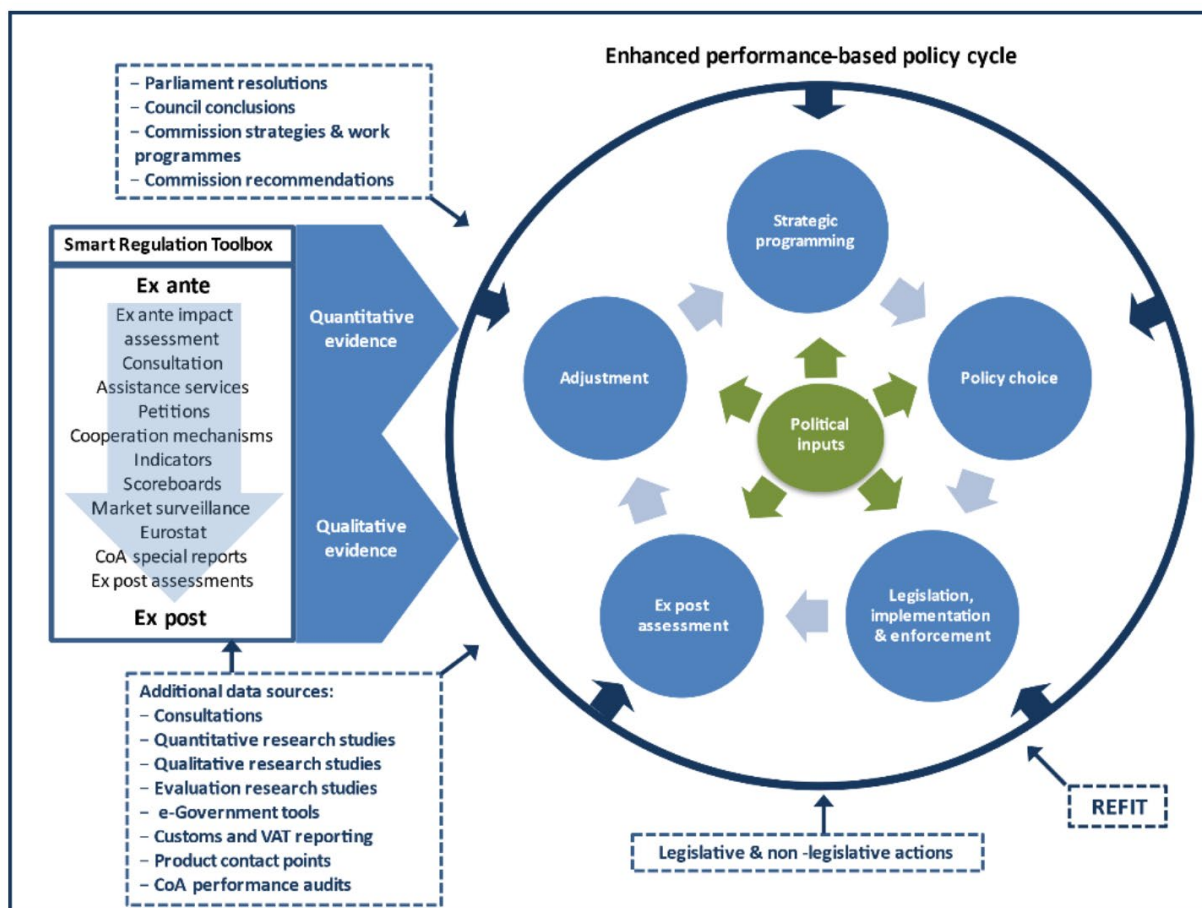 Enhanced performance-based policy cycle
– Parliament resolutions
– Council conclusions
– Commission strategies & work
programmes
– Commission recommendations
Smart Regulation Toolbox
Ex ante
Ex ante impact
assessment
Consultation
Assistance services
Petitions
Cooperation mechanisms
Indicators
Scoreboards
Market surveillance
Eurostat
CoA special reports
Ex post assessments
Ex post
Quantitative
evidence
Qualitative
evidence
Strategic
programming
Policy choice
Legislation,
implementation
& enforcement
Ex post
assessment
Adjustment
Political
inputs
Additional data sources:
– Consultations
– Quantitative research studies
– Qualitative research studies
– Evaluation research studies
– e-Government tools
– Customs and VAT reporting
– Product contact points
– CoA performance audits
Legislative & non -legislative actions
REFIT